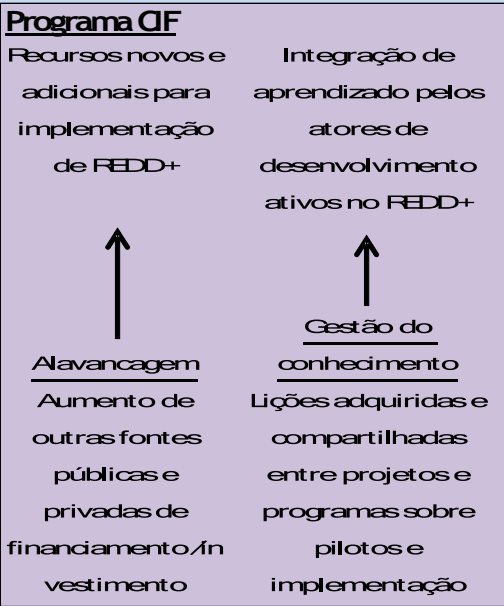 Programa CIF
Recursos novos e
adicionais para
implementação
de REDD+
Integração de
aprendizado pelos
atores de
desenvolvimento
ativos no REDD+
Alavancagem
Aumento de
outras fontes
públicas e
privadas de
financiamento/in
vestimento
Gestão do
conhecimento
Lições adquiridas e
compartilhadas
entre projetos e
programas sobre
pilotos e
implementação